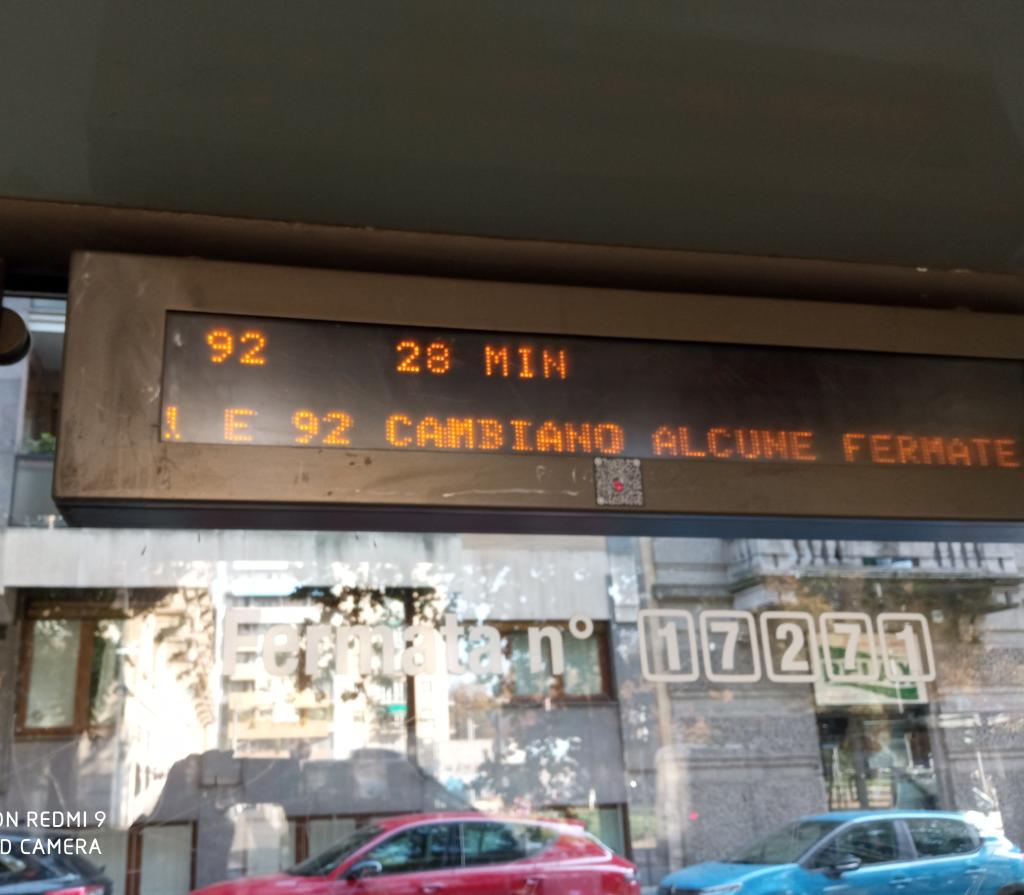 92 28 MIN
E 92 CAMBIANO ALCUNE FERMATE
Fermata n° 17271
ON REDMI 9
D CAMERA